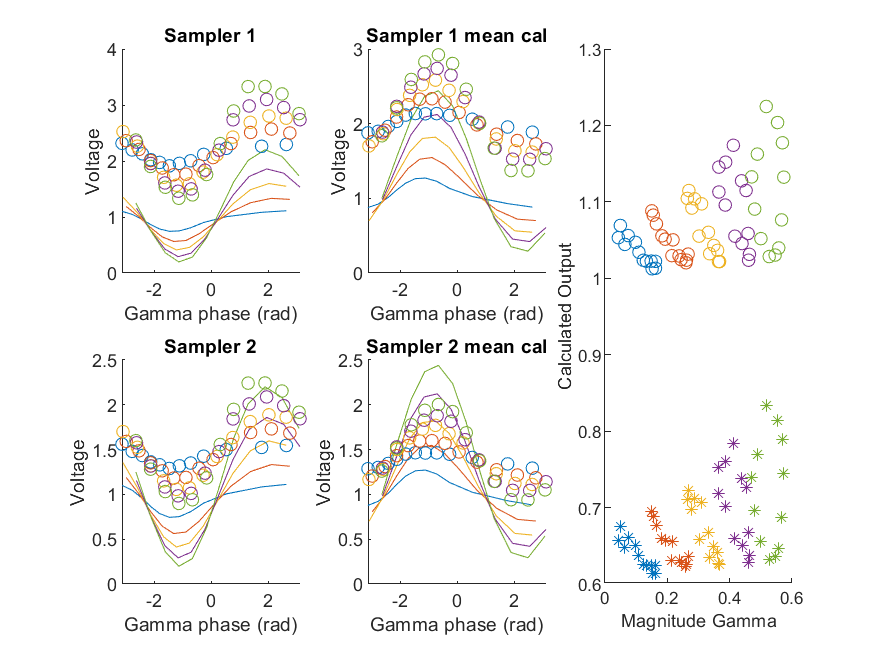 Sampler 1
4
3
2
1
0
Voltage
-2 0 2
Gamma phase (rad)
Sampler 1 mean cal
3
2
1
0
Voltage
-2 0 2
Gamma phase (rad)
Sampler 2
2.5
2
1.5
1
0.5
0
Voltage
-2 0 2
Gamma phase (rad)
Sampler 2 mean cal
2.5
2
1.5
1
0.5
0
Voltage
-2 0 2
Gamma phase (rad)
1.3
1.2
1.1
1
0.9
0.8
0.7
0.6
Calculated Output
0 0.2 0.4 0.6
Magnitude Gamma